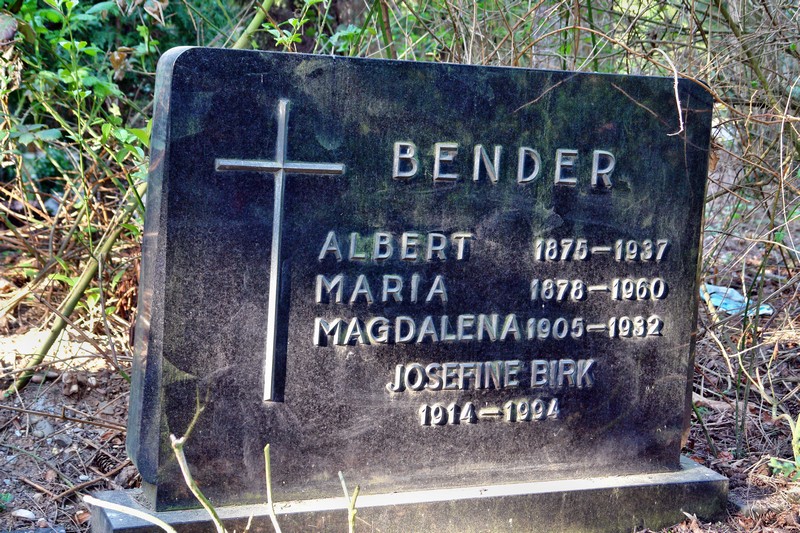 BENDER
ALBERT 1875–1937
MARIA 1878–1960
MAGDALENA 1905–1932
JOSEFINE BIRK
1914–1994